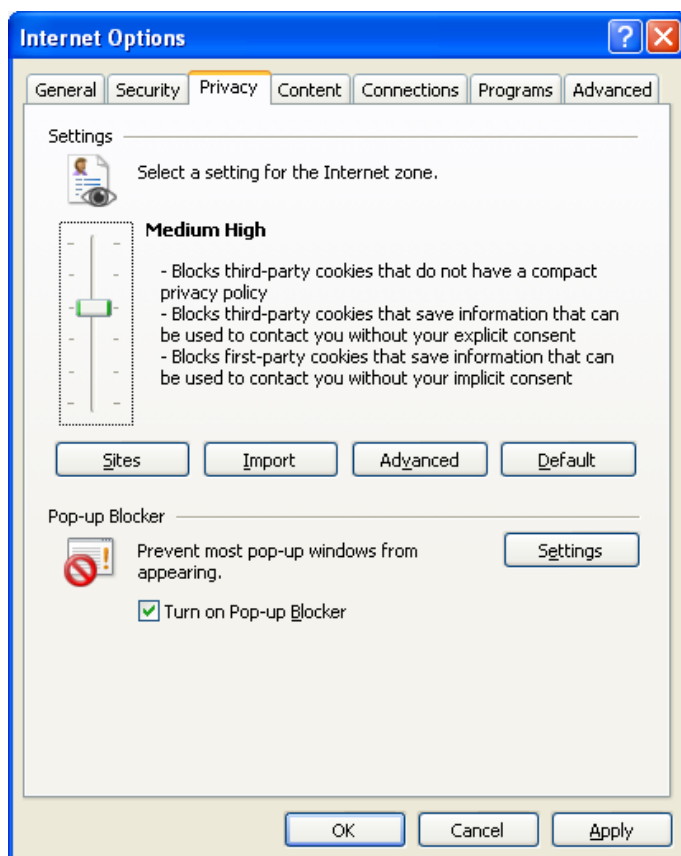 Internet Options
General Security Privacy Content Connections Programs Advanced
Settings
Select a setting for the Internet zone.
Medium High
- Blocks third-party cookies that do not have a compact
privacy policy
- Blocks third-party cookies that save information that can
be used to contact you without your explicit consent
- Blocks first-party cookies that save information that can
be used to contact you without your implicit consent
Sites Import Advanced Default
Pop-up Blocker
Prevent most pop-up windows from
appearing.
Settings
Turn on Pop-up Blocker
OK Cancel Apply